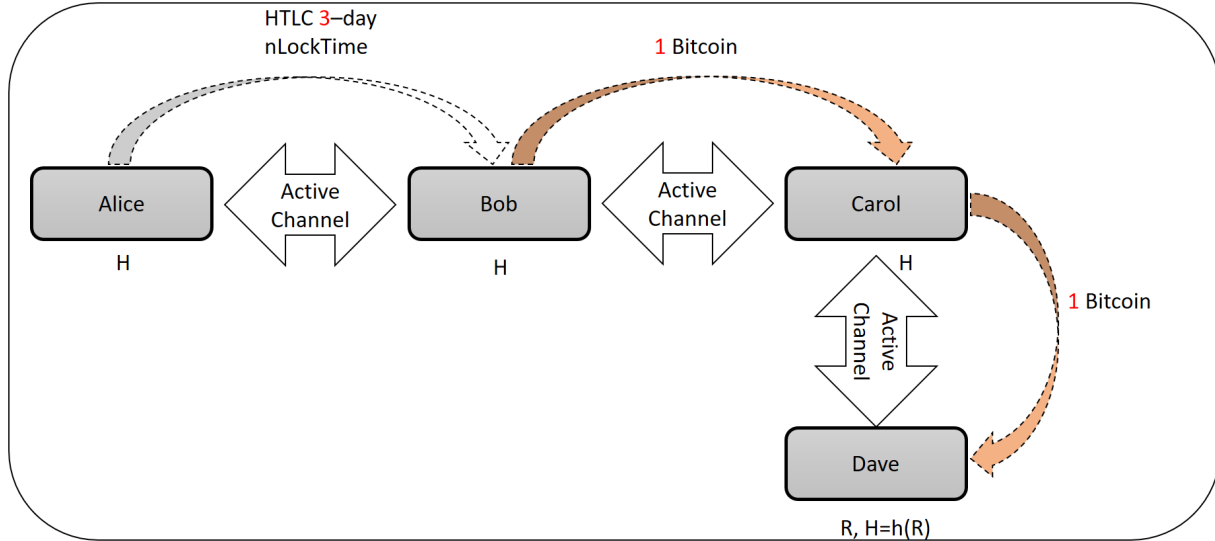 HTLC 3–day
nLockTime
1 Bitcoin
Alice
Active
Channel
Bob
Active
Channel
Carol
H
H
H
Active
Channel
1 Bitcoin
Dave
R, H=h(R)